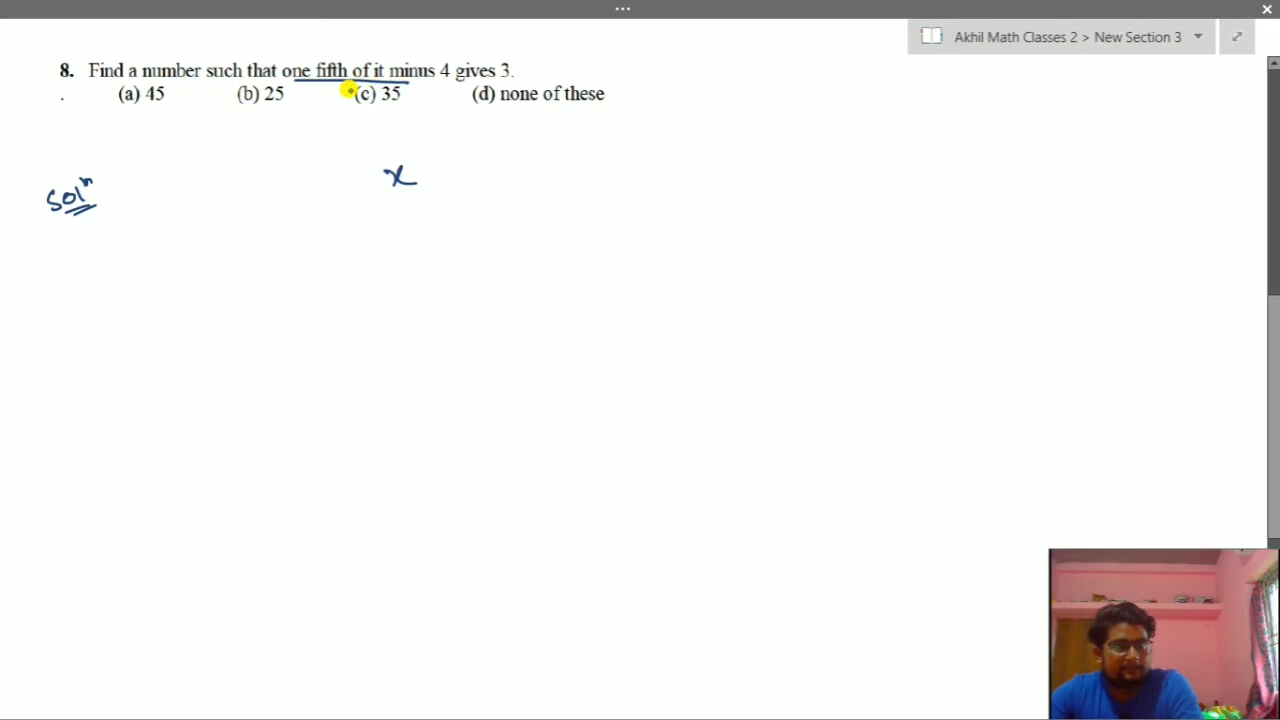 Akhil Math Classes 2 > New Section 3
8. Find a number such that one fifth of it minus 4 gives 3.
(a) 45 (b) 25 (c) 35 (d) none of these
x
Solⁿ